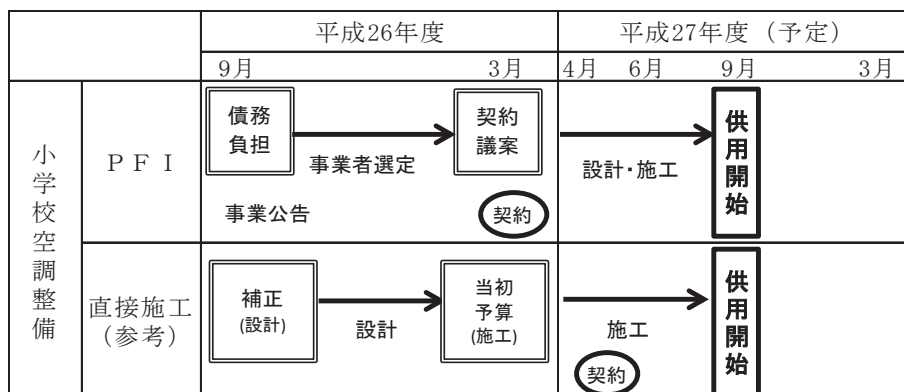 平成26年度
平成27年度（予定）
9月
3月
4月
6月
9月
3月
小学校空調整備
ＰＦＩ
債務
負担
事業者選定
契約
議案
設計・施工
供用開始
事業公告
契約
直接施工
（参考）
補正
(設計)
設計
当初
予算
(施工)
施工
供用開始
契約